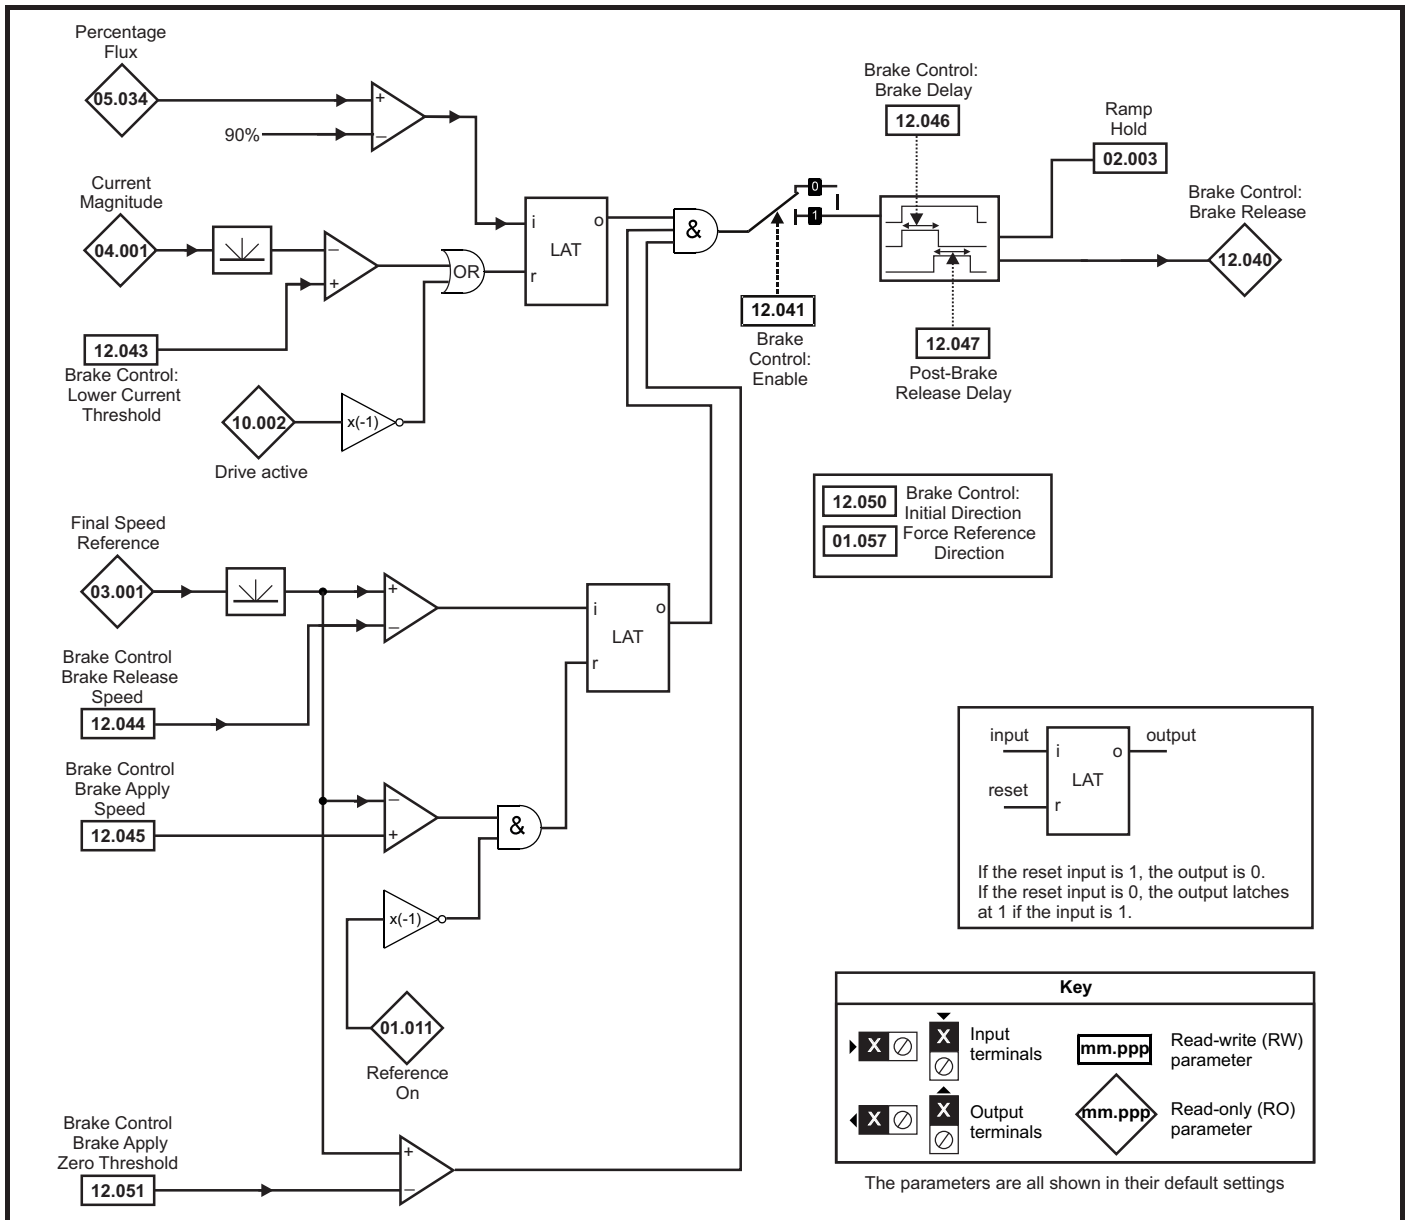 Percentage
Flux
05.034
+
90%
–
Current
Magnitude
04.001
–
+
12.043
Brake Control:
Lower Current
Threshold
OR
10.002
x(-1)
Drive active
i
o
LAT
r
&
0
1
12.041
Brake
Control:
Enable
Brake Control:
Brake Delay
12.046
12.047
Post-Brake
Release Delay
Ramp
Hold
02.003
Brake Control:
Brake Release
12.040
12.050
Brake Control:
Initial Direction
01.057
Force Reference
Direction
Final Speed
Reference
03.001
+
–
Brake Control
Brake Release
Speed
12.044
i
o
LAT
r
Brake Control
Brake Apply
Speed
12.045
–
+
&
x(-1)
01.011
Reference
On
Brake Control
Brake Apply
Zero Threshold
12.051
+
–
input
i
o
output
LAT
reset
r
If the reset input is 1, the output is 0.
If the reset input is 0, the output latches
at 1 if the input is 1.
Key
X
X
Input
terminals
mm.ppp
Read-write (RW)
parameter
X
X
Output
terminals
mm.ppp
Read-only (RO)
parameter
The parameters are all shown in their default settings